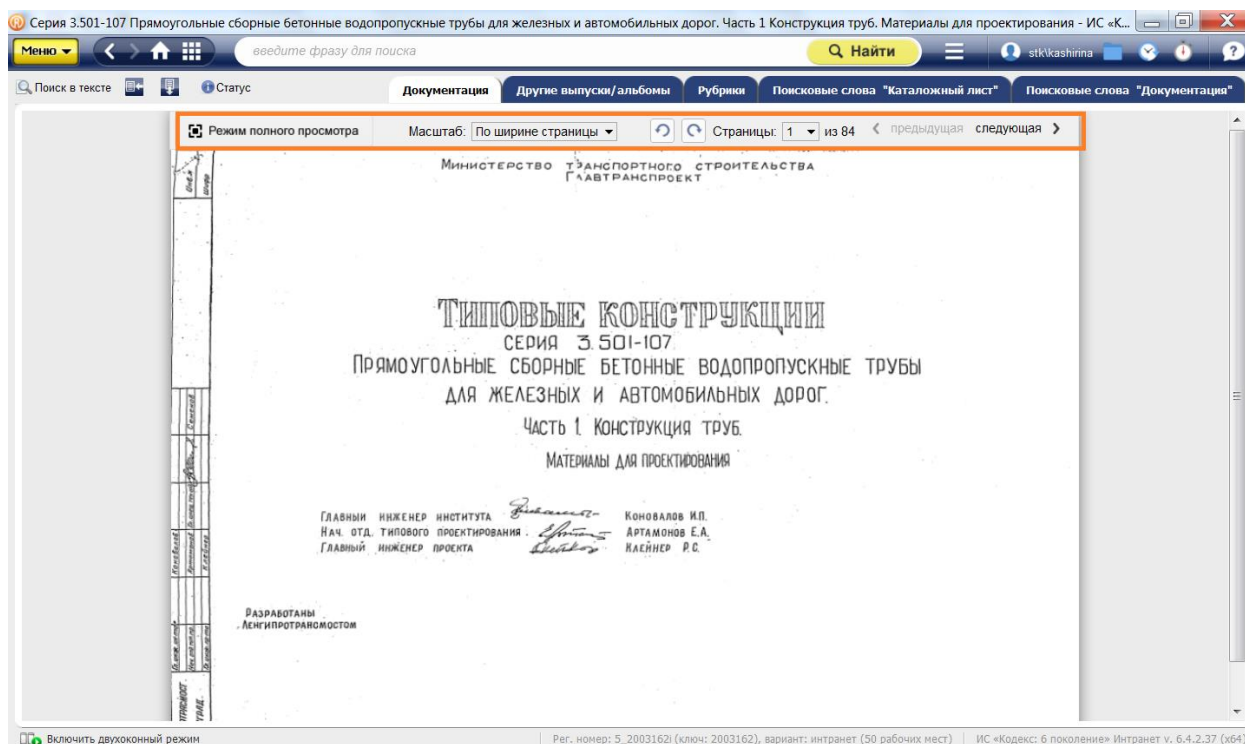 Серия 3.501-107 Прямоугольные сборные бетонные водопропускные трубы для железных и автомобильных дорог. Часть 1 Конструкция труб. Материалы для проектирования - ИС «К...
Меню
введите фразу для поиска
Найти
stk\kashirina
?
Поиск в тексте
Статус
Документация
Другие выпуски/альбомы
Рубрики
Поисковые слова "Каталожный лист"
Поисковые слова "Документация"
Режим полного просмотра
Масштаб: По ширине страницы
Страницы: 1 из 84
предыдущая следующая
Министерство транспортного строительства
Главтранспроект
Типовые конструкции
серия 3.501-107
Прямоугольные сборные бетонные водопропускные трубы
для железных и автомобильных дорог.
Часть 1. Конструкция труб.
Материалы для проектирования
Главный инженер института Коновалов И.П.
Нач. отд. типового проектирования Артамонов Е.А.
Главный инженер проекта Клейнер Р.С.
Разработаны
Ленгипротрансмостом
Семенов
Коновалов
Артамонов
Клейнер
Включить двухоконный режим
Рег. номер: 5_2003162i (ключ: 2003162), вариант: интранет (50 рабочих мест)
ИС «Кодекс: 6 поколение» Интранет v. 6.4.2.37 (x64)